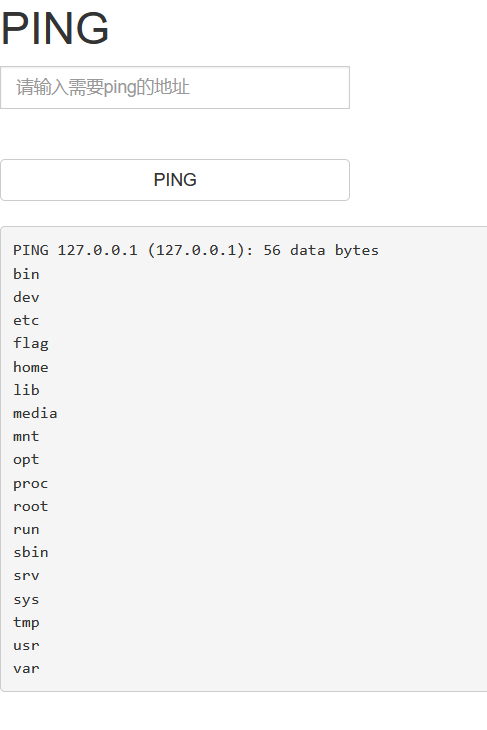 PING
请输入需要ping的地址
PING
PING 127.0.0.1 (127.0.0.1): 56 data bytes
bin
dev
etc
flag
home
lib
media
mnt
opt
proc
root
run
sbin
srv
sys
tmp
usr
var